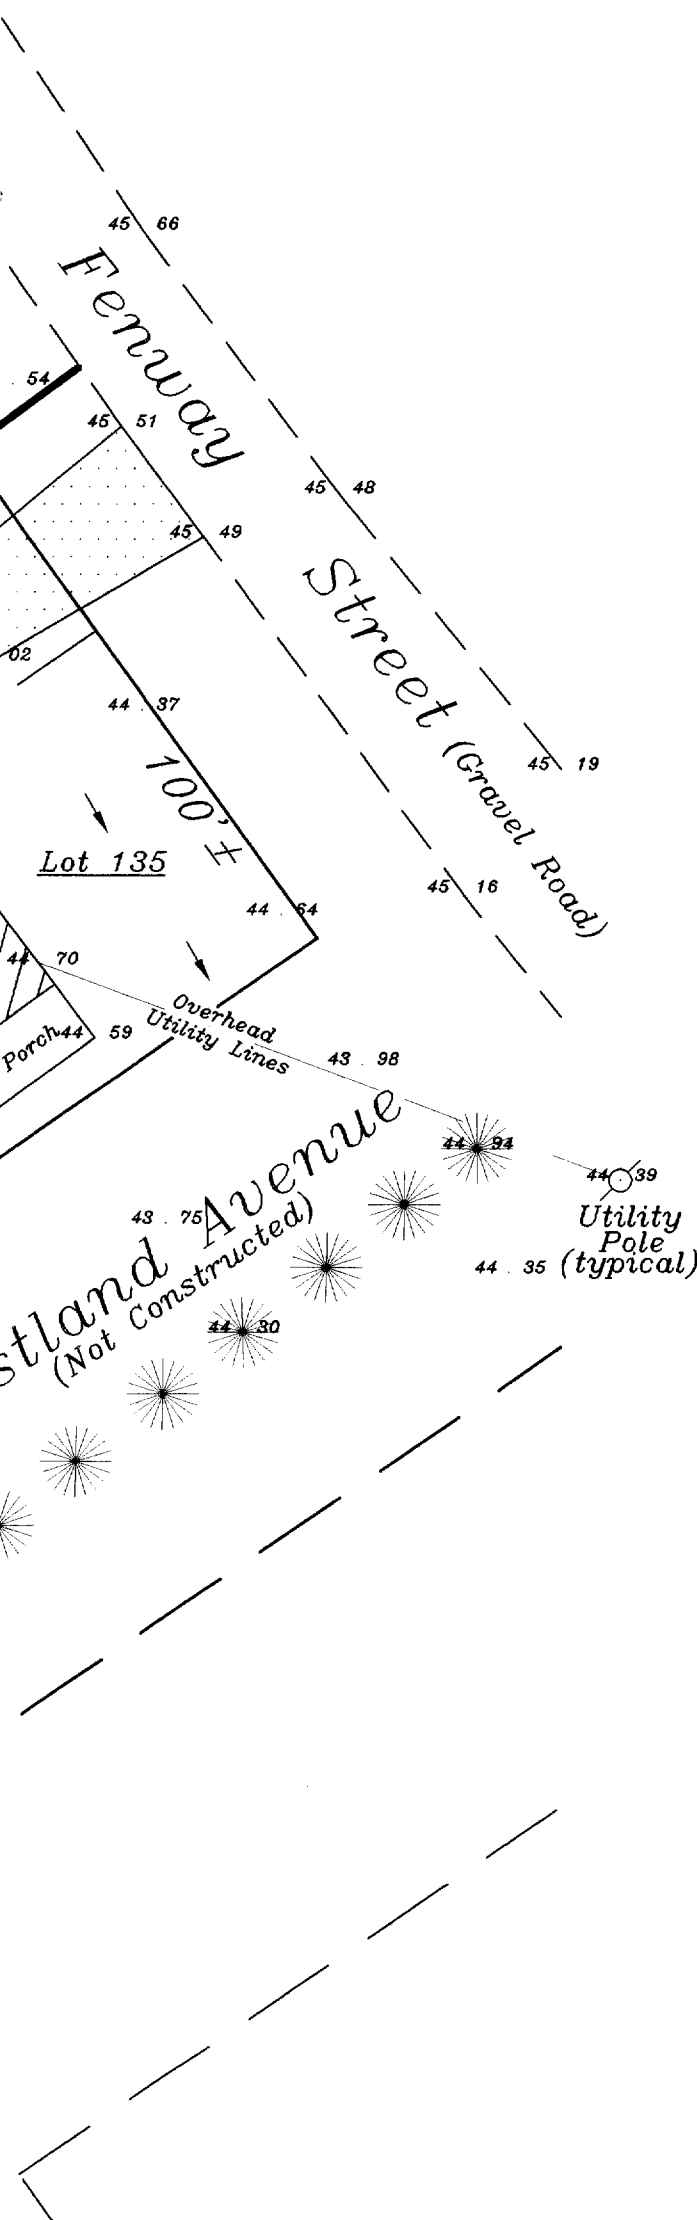 45 66
Fenway
. 54
45 51
45 48
45 49
Street
02
44 . 37
(Gravel Road)
45 19
100'±
Lot 135
45 16
44 . 64
44 70
Overhead
Utility Lines
Porch
44 59
43 . 98
44 94
44 39
43 . 75
stland Avenue
(Not Constructed)
Utility
Pole
(typical)
44 . 35
44 30